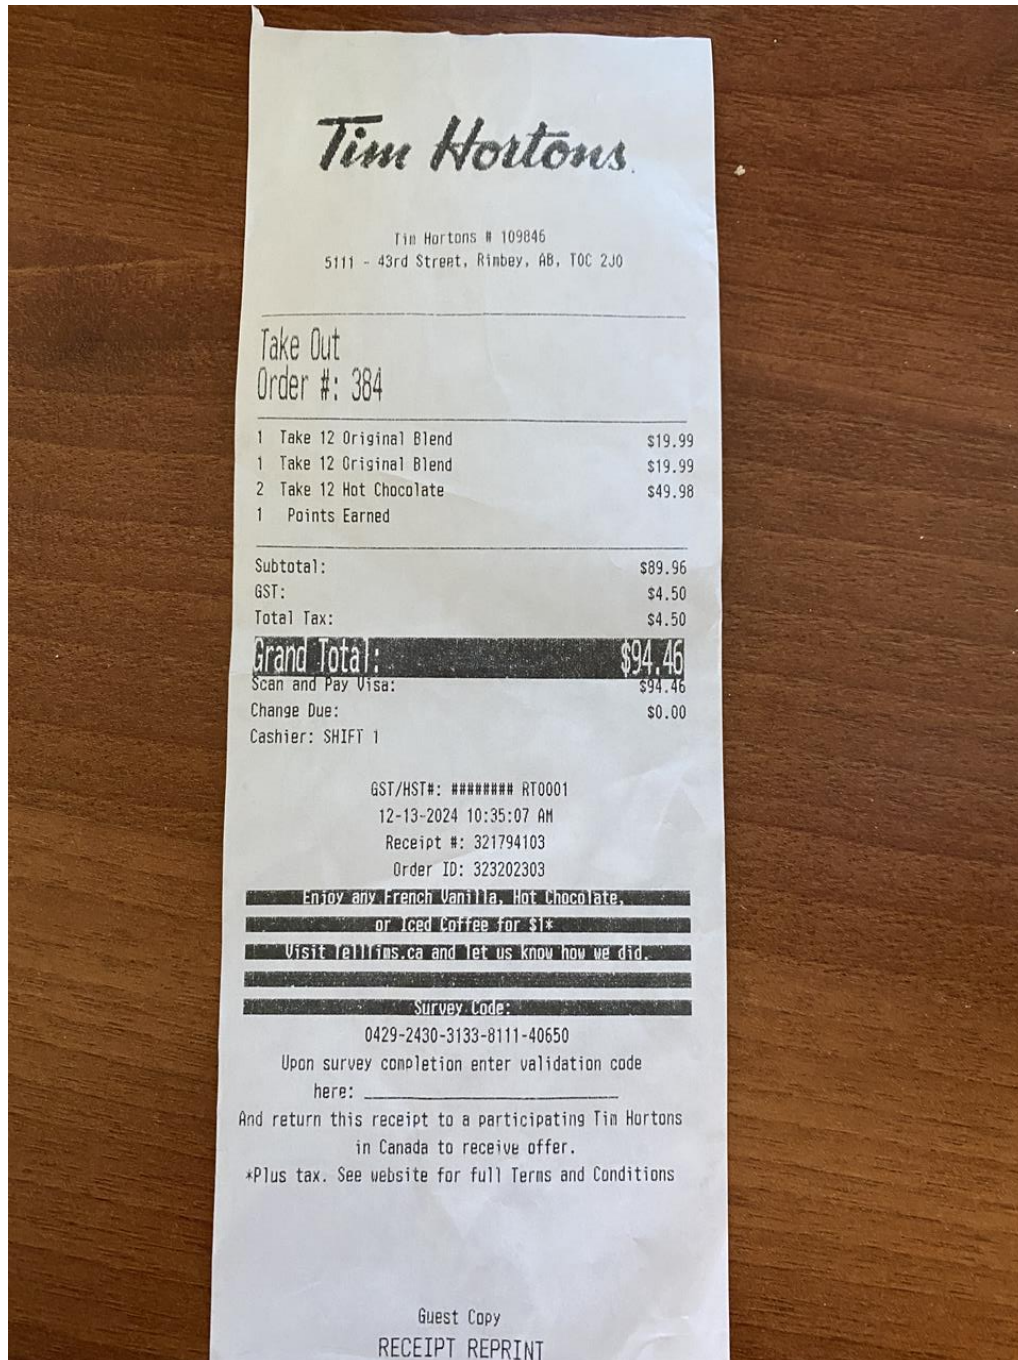 Tim Hortons
Tim Hortons # 109846
5111 - 43rd Street, Rimbey, AB, T0C 2J0
Take Out
Order #: 384
1 Take 12 Original Blend $19.99
1 Take 12 Original Blend $19.99
2 Take 12 Hot Chocolate $49.98
1 Points Earned
Subtotal: $89.96
GST: $4.50
Total Tax: $4.50
Grand Total: $94.46
Scan and Pay Visa: $94.46
Change Due: $0.00
Cashier: SHIFT 1
GST/HST#: ######## RT0001
12-13-2024 10:35:07 AM
Receipt #: 321794103
Order ID: 323202303
Enjoy any French Vanilla, Hot Chocolate,
or Iced Coffee for $1*
Visit TellTims.ca and let us know how we did.
Survey Code:
0429-2430-3133-8111-40650
Upon survey completion enter validation code
here:
And return this receipt to a participating Tim Hortons
in Canada to receive offer.
*Plus tax. See website for full Terms and Conditions
Guest Copy
RECEIPT REPRINT